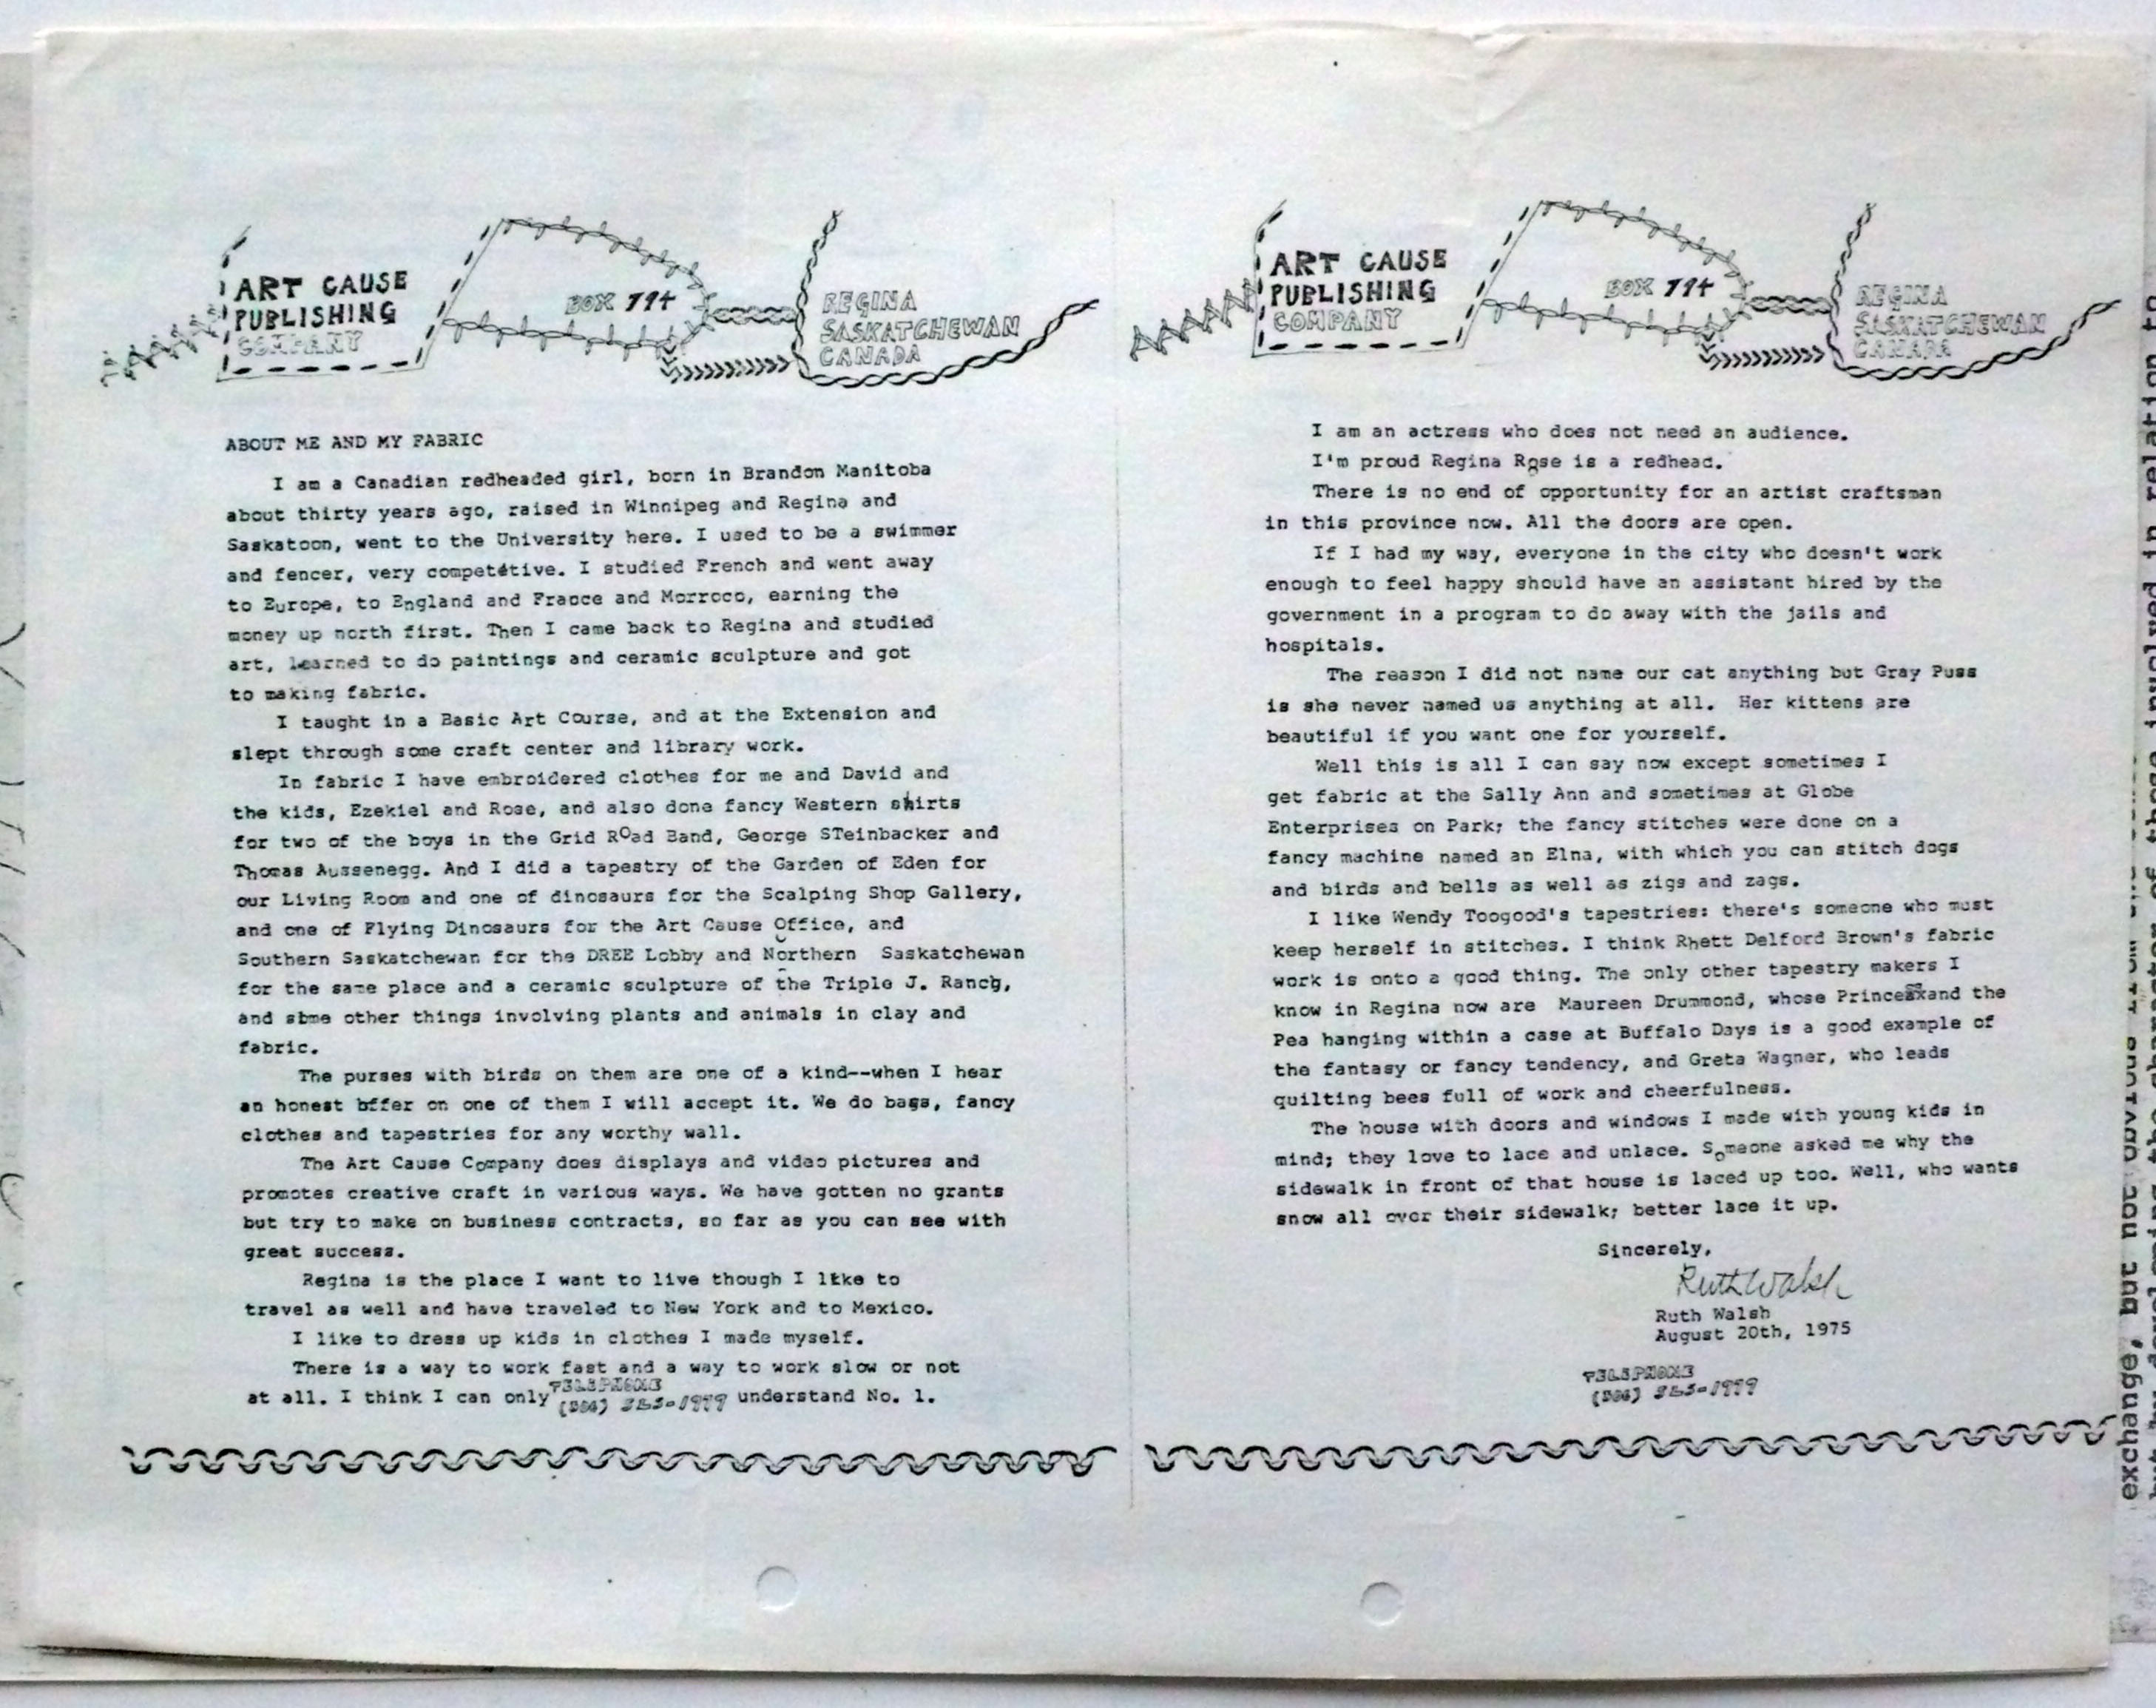 ART CAUSE
PUBLISHING
COMPANY
BOX 794
REGINA
SASKATCHEWAN
CANADA
ABOUT ME AND MY FABRIC
I am a Canadian redheaded girl, born in Brandon Manitoba
about thirty years ago, raised in Winnipeg and Regina and
Saskatoon, went to the University here. I used to be a swimmer
and fencer, very competétive. I studied French and went away
to Europe, to England and Fraoce and Morroco, earning the
money up north first. Then I came back to Regina and studied
art, learned to do paintings and ceramic sculpture and got
to making fabric.
I taught in a Basic Art Course, and at the Extension and
slept through some craft center and library work.
In fabric I have embroidered clothes for me and David and
the kids, Ezekiel and Rose, and also done fancy Western shirts
for two of the boys in the Grid ROad Band, George STeinbacker and
Thomas Aussenegg. And I did a tapestry of the Garden of Eden for
our Living Room and one of dinosaurs for the Scalping Shop Gallery,
and one of Flying Dinosaurs for the Art Cause Office, and
Southern Saskatchewan for the DREE Lobby and Northern Saskatchewan
for the same place and a ceramic sculpture of the Triple J. Ranch,
and sbme other things involving plants and animals in clay and
fabric.
The purses with birds on them are one of a kind--when I hear
an honest bffer on one of them I will accept it. We do bags, fancy
clothes and tapestries for any worthy wall.
The Art Cause Company does displays and video pictures and
promotes creative craft in various ways. We have gotten no grants
but try to make on business contracts, so far as you can see with
great success.
Regina is the place I want to live though I like to
travel as well and have traveled to New York and to Mexico.
I like to dress up kids in clothes I made myself.
There is a way to work fast and a way to work slow or not
at all. I think I can only understand No. 1.
TELEPHONE
ART CAUSE
PUBLISHING
COMPANY
BOX 794
REGINA
SASKATCHEWAN
CANADA
I am an actress who does not need an audience.
I'm proud Regina Rose is a redhead.
There is no end of opportunity for an artist craftsman
in this province now. All the doors are open.
If I had my way, everyone in the city who doesn't work
enough to feel happy should have an assistant hired by the
government in a program to do away with the jails and
hospitals.
The reason I did not name our cat anything but Gray Puss
is she never named us anything at all. Her kittens are
beautiful if you want one for yourself.
Well this is all I can say now except sometimes I
get fabric at the Sally Ann and sometimes at Globe
Enterprises on Park; the fancy stitches were done on a
fancy machine named an Elna, with which you can stitch dogs
and birds and bells as well as zigs and zags.
I like Wendy Toogood's tapestries: there's someone who must
keep herself in stitches. I think Rhett Delford Brown's fabric
work is onto a good thing. The only other tapestry makers I
know in Regina now are Maureen Drummond, whose Princess and the
Pea hanging within a case at Buffalo Days is a good example of
the fantasy or fancy tendency, and Greta Wagner, who leads
quilting bees full of work and cheerfulness.
The house with doors and windows I made with young kids in
mind; they love to lace and unlace. Someone asked me why the
sidewalk in front of that house is laced up too. Well, who wants
snow all over their sidewalk; better lace it up.
Sincerely,
Ruth Walsh
Ruth Walsh
August 20th, 1975
TELEPHONE
exchange, but not obvious
of those involved in relation to